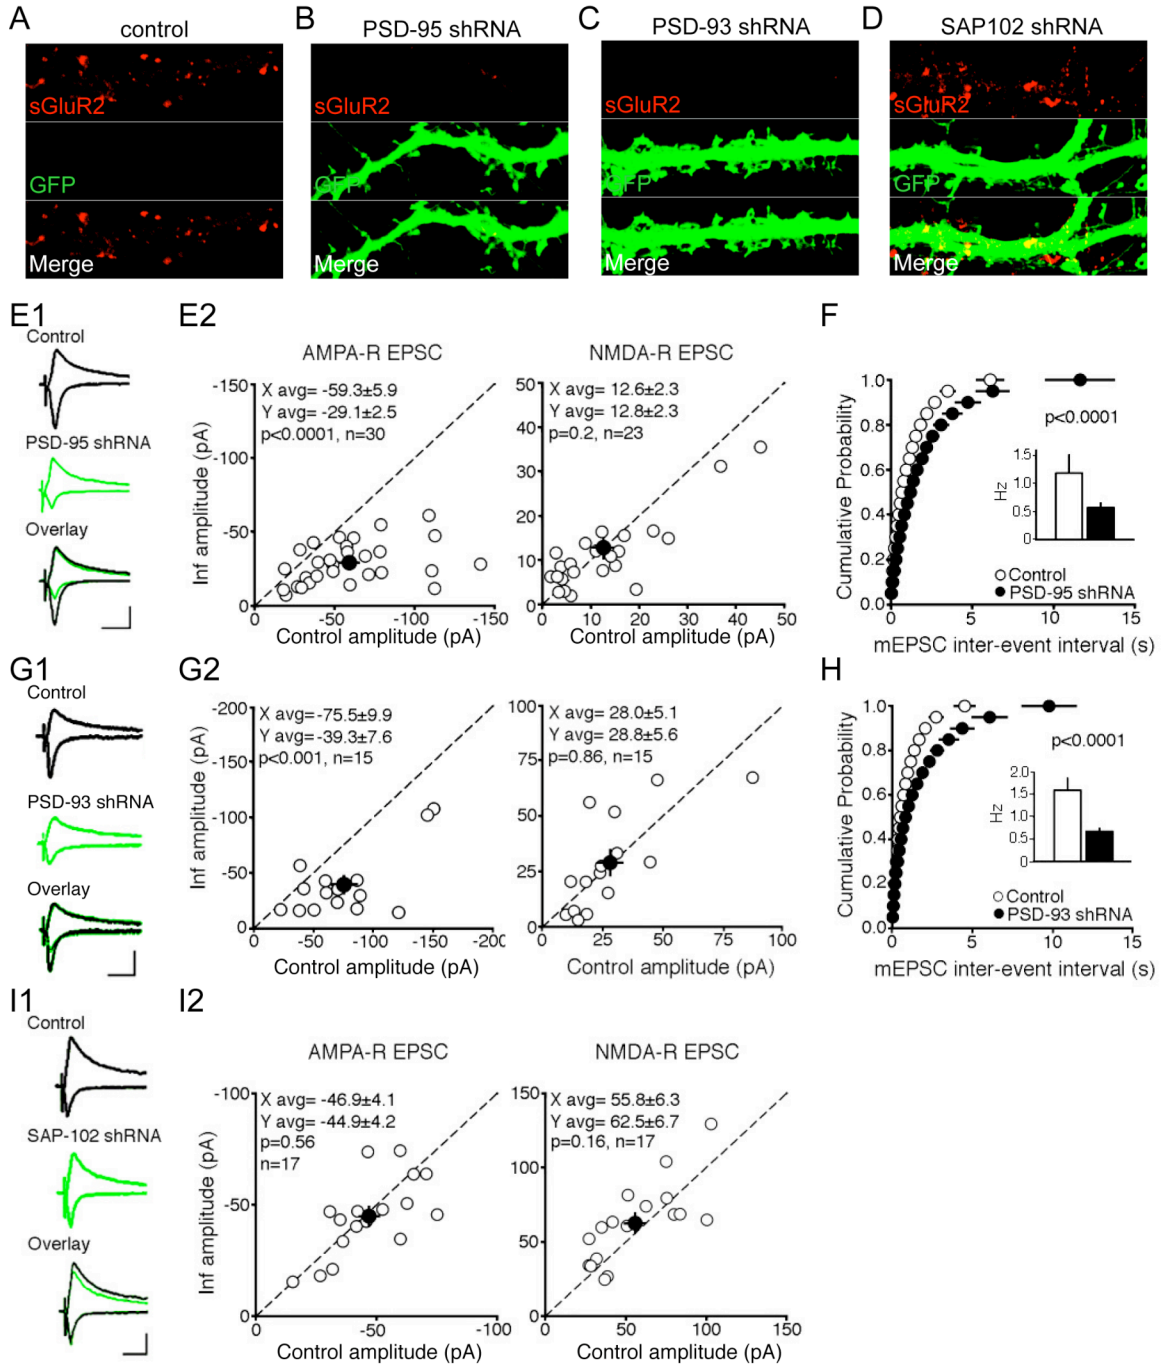 A
control
sGluR2
GFP
Merge
B
PSD-95 shRNA
sGluR2
GFP
Merge
C
PSD-93 shRNA
sGluR2
GFP
Merge
D
SAP102 shRNA
sGluR2
GFP
Merge
E1
Control
PSD-95 shRNA
Overlay
E2
AMPA-R EPSC
X avg= -59.3±5.9
Y avg= -29.1±2.5
p<0.0001, n=30
Inf amplitude (pA)
-150
-100
-50
0
0
-50
-100
-150
Control amplitude (pA)
NMDA-R EPSC
X avg= 12.6±2.3
Y avg= 12.8±2.3
p=0.2, n=23
50
40
30
20
10
0
0
10
20
30
40
50
Control amplitude (pA)
F
Cumulative Probability
1.0
0.8
0.6
0.4
0.2
0.0
p<0.0001
Hz
1.5
1.0
0.5
0
Control
PSD-95 shRNA
0
5
10
15
mEPSC inter-event interval (s)
G1
Control
PSD-93 shRNA
Overlay
G2
X avg= -75.5±9.9
Y avg= -39.3±7.6
p<0.001, n=15
Inf amplitude (pA)
-200
-150
-100
-50
0
0
-50
-100
-150
-200
Control amplitude (pA)
X avg= 28.0±5.1
Y avg= 28.8±5.6
p=0.86, n=15
100
75
50
25
0
0
25
50
75
100
Control amplitude (pA)
H
Cumulative Probability
1.0
0.8
0.6
0.4
0.2
0.0
p<0.0001
Hz
2.0
1.5
1.0
0.5
0
Control
PSD-93 shRNA
0
5
10
15
mEPSC inter-event interval (s)
I1
Control
SAP-102 shRNA
Overlay
I2
AMPA-R EPSC
X avg= -46.9±4.1
Y avg= -44.9±4.2
p=0.56
n=17
Inf amplitude (pA)
-100
-50
0
0
-50
-100
Control amplitude (pA)
NMDA-R EPSC
X avg= 55.8±6.3
Y avg= 62.5±6.7
p=0.16, n=17
150
100
50
0
0
50
100
150
Control amplitude (pA)